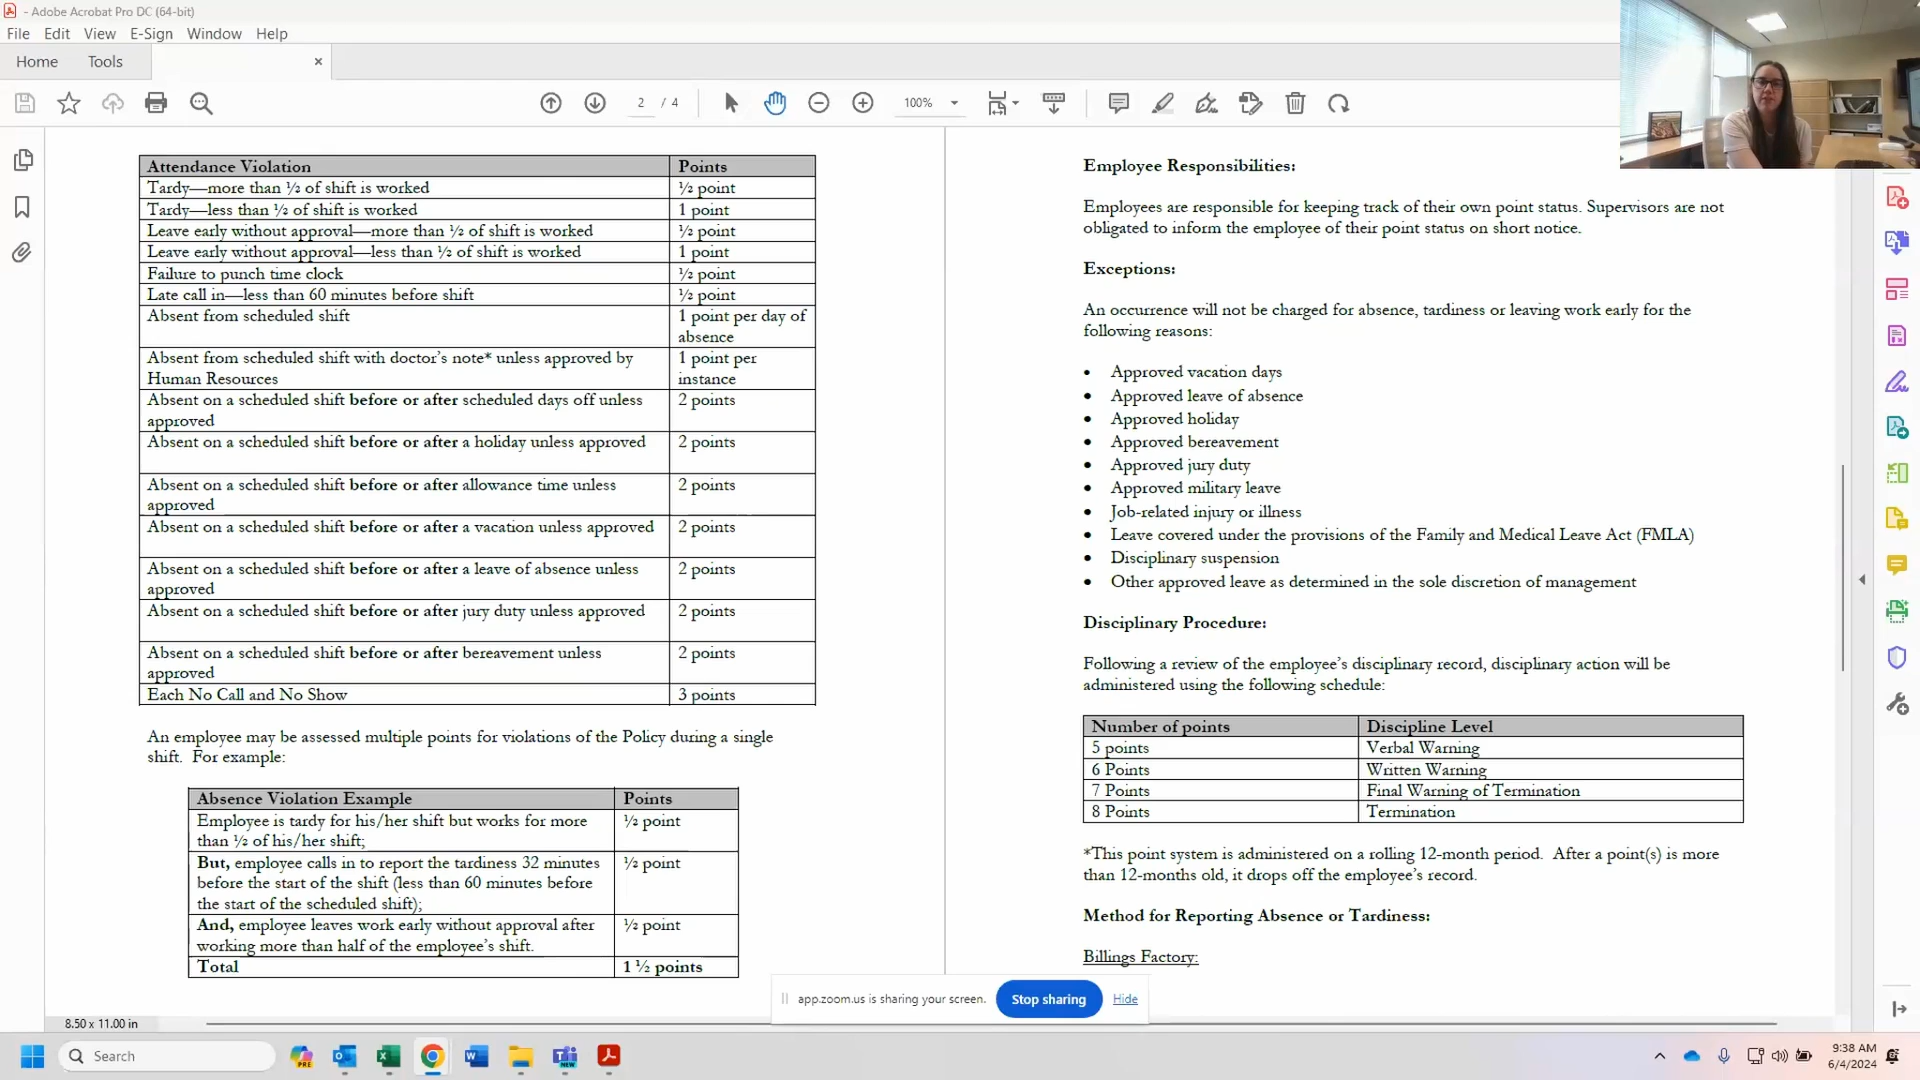 - Adobe Acrobat Pro DC (64-bit)
File Edit View E-Sign Window Help
Home Tools ×
2 / 4 100%
Attendance Violation Points
Tardy—more than ½ of shift is worked ½ point
Tardy—less than ½ of shift is worked 1 point
Leave early without approval—more than ½ of shift is worked ½ point
Leave early without approval—less than ½ of shift is worked 1 point
Failure to punch time clock ½ point
Late call in—less than 60 minutes before shift ½ point
Absent from scheduled shift 1 point per day of
absence
Absent from scheduled shift with doctor's note* unless approved by 1 point per
Human Resources instance
Absent on a scheduled shift before or after scheduled days off unless 2 points
approved
Absent on a scheduled shift before or after a holiday unless approved 2 points
Absent on a scheduled shift before or after allowance time unless 2 points
approved
Absent on a scheduled shift before or after a vacation unless approved 2 points
Absent on a scheduled shift before or after a leave of absence unless 2 points
approved
Absent on a scheduled shift before or after jury duty unless approved 2 points
Absent on a scheduled shift before or after bereavement unless 2 points
approved
Each No Call and No Show 3 points
An employee may be assessed multiple points for violations of the Policy during a single
shift. For example:
Absence Violation Example Points
Employee is tardy for his/her shift but works for more ½ point
than ½ of his/her shift;
But, employee calls in to report the tardiness 32 minutes ½ point
before the start of the shift (less than 60 minutes before
the start of the scheduled shift);
And, employee leaves work early without approval after ½ point
working more than half of the employee's shift.
Total 1 ½ points
Employee Responsibilities:
Employees are responsible for keeping track of their own point status. Supervisors are not
obligated to inform the employee of their point status on short notice.
Exceptions:
An occurrence will not be charged for absence, tardiness or leaving work early for the
following reasons:
• Approved vacation days
• Approved leave of absence
• Approved holiday
• Approved bereavement
• Approved jury duty
• Approved military leave
• Job-related injury or illness
• Leave covered under the provisions of the Family and Medical Leave Act (FMLA)
• Disciplinary suspension
• Other approved leave as determined in the sole discretion of management
Disciplinary Procedure:
Following a review of the employee's disciplinary record, disciplinary action will be
administered using the following schedule:
Number of points Discipline Level
5 points Verbal Warning
6 Points Written Warning
7 Points Final Warning of Termination
8 Points Termination
*This point system is administered on a rolling 12-month period. After a point(s) is more
than 12-months old, it drops off the employee's record.
Method for Reporting Absence or Tardiness:
Billings Factory:
app.zoom.us is sharing your screen. Stop sharing Hide
8.50 x 11.00 in
Search PRE NEW
9:38 AM
6/4/2024